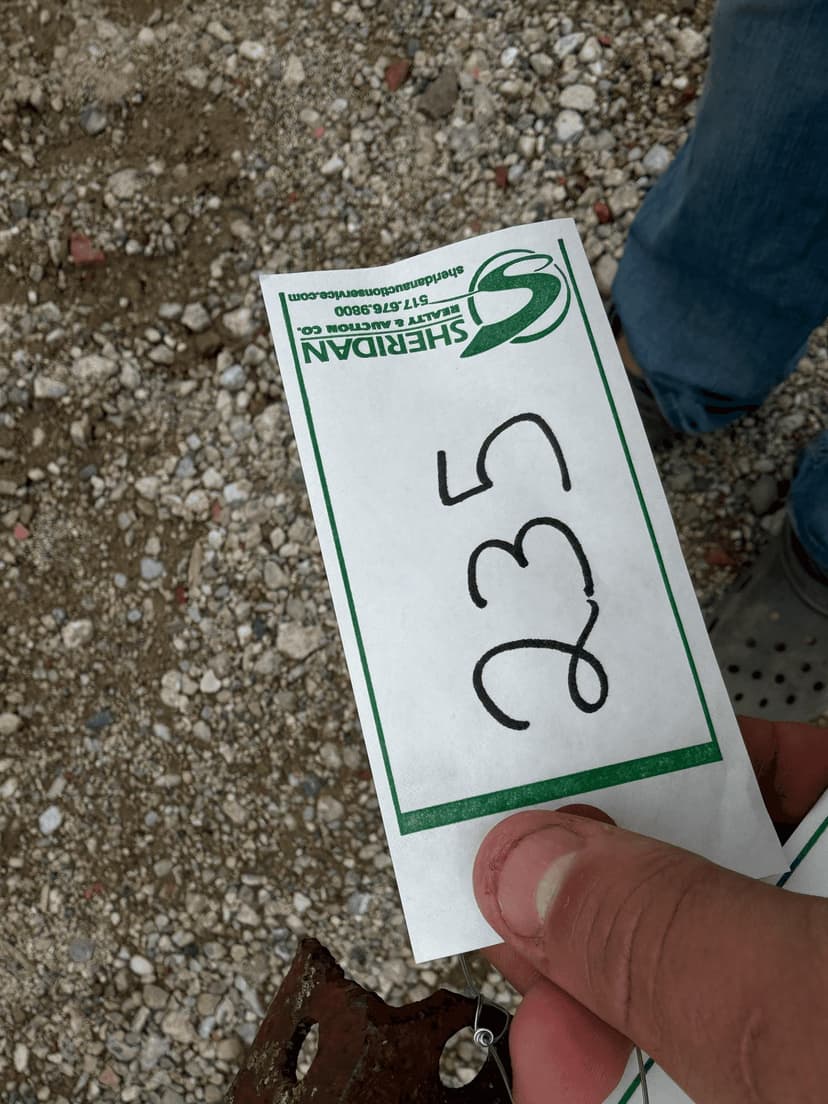 SHERIDAN
REALTY & AUCTION CO.
517.676.9800
sheridanauctionservice.com
235